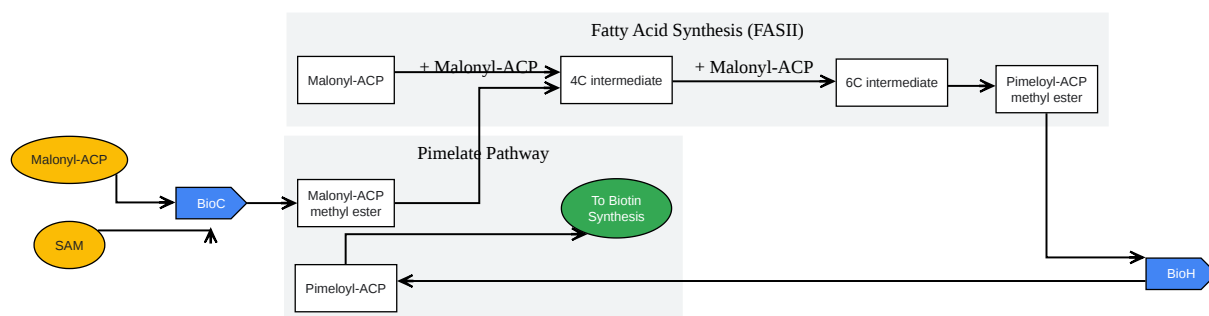 Fatty Acid Synthesis (FASII)
Malonyl-ACP
+ Malonyl-ACP
4C intermediate
+ Malonyl-ACP
6C intermediate
Pimeloyl-ACP
methyl ester
Pimelate Pathway
Malonyl-ACP
BioC
Malonyl-ACP
methyl ester
To Biotin
Synthesis
SAM
Pimeloyl-ACP
BioH